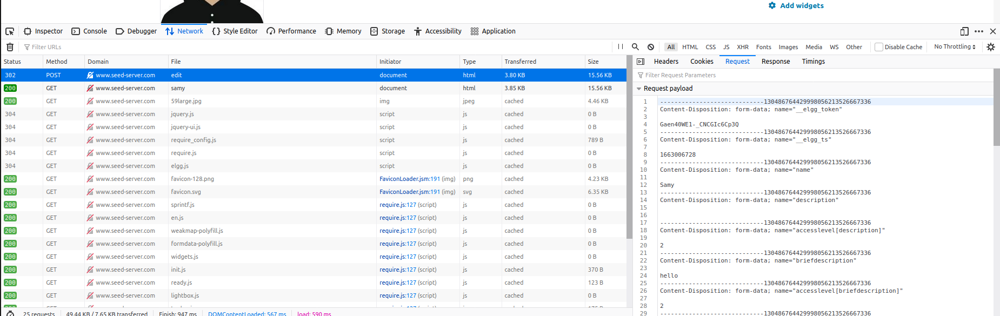 Add widgets
Inspector Console Debugger Network Style Editor Performance Memory Storage Accessibility Application
Filter URLs All HTML CSS JS XHR Fonts Images Media WS Other Disable Cache No Throttling
Status Method Domain File Initiator Type Transferred Size
302 POST www.seed-server.com edit document html 3.80 KB 15.56 KB
200 GET www.seed-server.com samy document html 3.85 KB 15.56 KB
200 GET www.seed-server.com 59large.jpg img jpeg cached 4.46 KB
304 GET www.seed-server.com jquery.js script js cached 0 B
304 GET www.seed-server.com jquery-ui.js script js cached 0 B
304 GET www.seed-server.com require_config.js script js cached 789 B
304 GET www.seed-server.com require.js script js cached 0 B
304 GET www.seed-server.com elgg.js script js cached 0 B
200 GET www.seed-server.com favicon-128.png FaviconLoader.jsm:191 (img) png cached 4.23 KB
200 GET www.seed-server.com favicon.svg FaviconLoader.jsm:191 (img) svg cached 6.35 KB
200 GET www.seed-server.com sprintf.js require.js:127 (script) js cached 0 B
200 GET www.seed-server.com en.js require.js:127 (script) js cached 0 B
200 GET www.seed-server.com weakmap-polyfill.js require.js:127 (script) js cached 0 B
200 GET www.seed-server.com formdata-polyfill.js require.js:127 (script) js cached 0 B
200 GET www.seed-server.com widgets.js require.js:127 (script) js cached 0 B
200 GET www.seed-server.com init.js require.js:127 (script) js cached 370 B
200 GET www.seed-server.com ready.js require.js:127 (script) js cached 123 B
200 GET www.seed-server.com lightbox.js require.js:127 (script) js cached 0 B
25 requests 49.44 KB / 7.65 KB transferred Finish: 947 ms DOMContentLoaded: 567 ms load: 590 ms
Headers Cookies Request Response Timings
Filter Request Parameters
Request payload
1 -----------------------------130486764429998056213526667336
2 Content-Disposition: form-data; name="__elgg_token"
3
4 Gaen40WE1-_CNCGIc6Cp3Q
5 -----------------------------130486764429998056213526667336
6 Content-Disposition: form-data; name="__elgg_ts"
7
8 1663006728
9 -----------------------------130486764429998056213526667336
10 Content-Disposition: form-data; name="name"
11
12 Samy
13 -----------------------------130486764429998056213526667336
14 Content-Disposition: form-data; name="description"
15
16
17 -----------------------------130486764429998056213526667336
18 Content-Disposition: form-data; name="accesslevel[description]"
19
20 2
21 -----------------------------130486764429998056213526667336
22 Content-Disposition: form-data; name="briefdescription"
23
24 hello
25 -----------------------------130486764429998056213526667336
26 Content-Disposition: form-data; name="accesslevel[briefdescription]"
27
28 2
29 -----------------------------130486764429998056213526667336